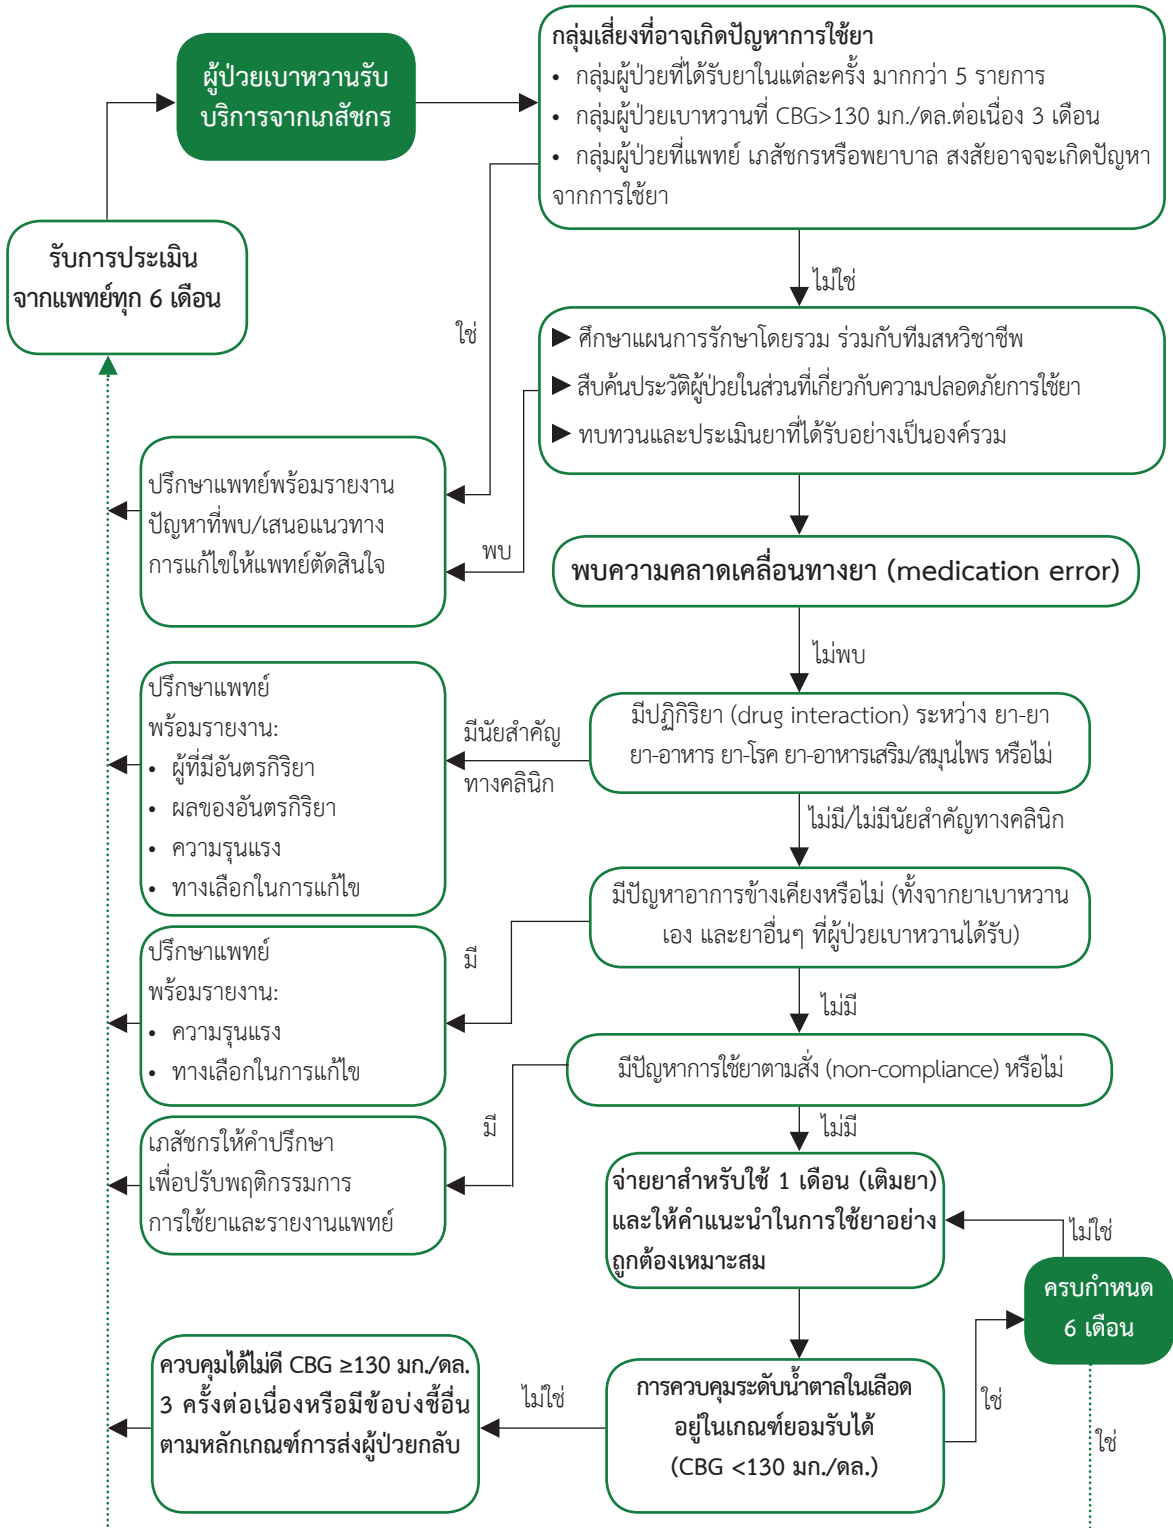 ผู้ป่วยเบาหวานรับ
บริการจากเภสัชกร
กลุ่มเสี่ยงที่อาจเกิดปัญหาการใช้ยา
• กลุ่มผู้ป่วยที่ได้รับยาในแต่ละครั้ง มากกว่า 5 รายการ
• กลุ่มผู้ป่วยเบาหวานที่ CBG>130 มก./ดล.ต่อเนื่อง 3 เดือน
• กลุ่มผู้ป่วยที่แพทย์ เภสัชกรหรือพยาบาล สงสัยอาจจะเกิดปัญหา
จากการใช้ยา
รับการประเมิน
จากแพทย์ทุก 6 เดือน
ไม่ใช่
ใช่
▶ ศึกษาแผนการรักษาโดยรวม ร่วมกับทีมสหวิชาชีพ
▶ สืบค้นประวัติผู้ป่วยในส่วนที่เกี่ยวกับความปลอดภัยการใช้ยา
▶ ทบทวนและประเมินยาที่ได้รับอย่างเป็นองค์รวม
ปรึกษาแพทย์พร้อมรายงาน
ปัญหาที่พบ/เสนอแนวทาง
การแก้ไขให้แพทย์ตัดสินใจ
พบ
พบความคลาดเคลื่อนทางยา (medication error)
ไม่พบ
ปรึกษาแพทย์
พร้อมรายงาน:
• ผู้ที่มีอันตรกิริยา
• ผลของอันตรกิริยา
• ความรุนแรง
• ทางเลือกในการแก้ไข
มีนัยสำคัญ
ทางคลินิก
มีปฏิกิริยา (drug interaction) ระหว่าง ยา-ยา
ยา-อาหาร ยา-โรค ยา-อาหารเสริม/สมุนไพร หรือไม่
ไม่มี/ไม่มีนัยสำคัญทางคลินิก
มีปัญหาอาการข้างเคียงหรือไม่ (ทั้งจากยาเบาหวาน
เอง และยาอื่นๆ ที่ผู้ป่วยเบาหวานได้รับ)
ปรึกษาแพทย์
พร้อมรายงาน:
• ความรุนแรง
• ทางเลือกในการแก้ไข
มี
ไม่มี
มีปัญหาการใช้ยาตามสั่ง (non-compliance) หรือไม่
มี
ไม่มี
เภสัชกรให้คำปรึกษา
เพื่อปรับพฤติกรรมการ
การใช้ยาและรายงานแพทย์
จ่ายยาสำหรับใช้ 1 เดือน (เติมยา)
และให้คำแนะนำในการใช้ยาอย่าง
ถูกต้องเหมาะสม
ไม่ใช่
ครบกำหนด
6 เดือน
ควบคุมได้ไม่ดี CBG ≥130 มก./ดล.
3 ครั้งต่อเนื่องหรือมีข้อบ่งชี้อื่น
ตามหลักเกณฑ์การส่งผู้ป่วยกลับ
ไม่ใช่
การควบคุมระดับน้ำตาลในเลือด
อยู่ในเกณฑ์ยอมรับได้
(CBG <130 มก./ดล.)
ใช่
ใช่